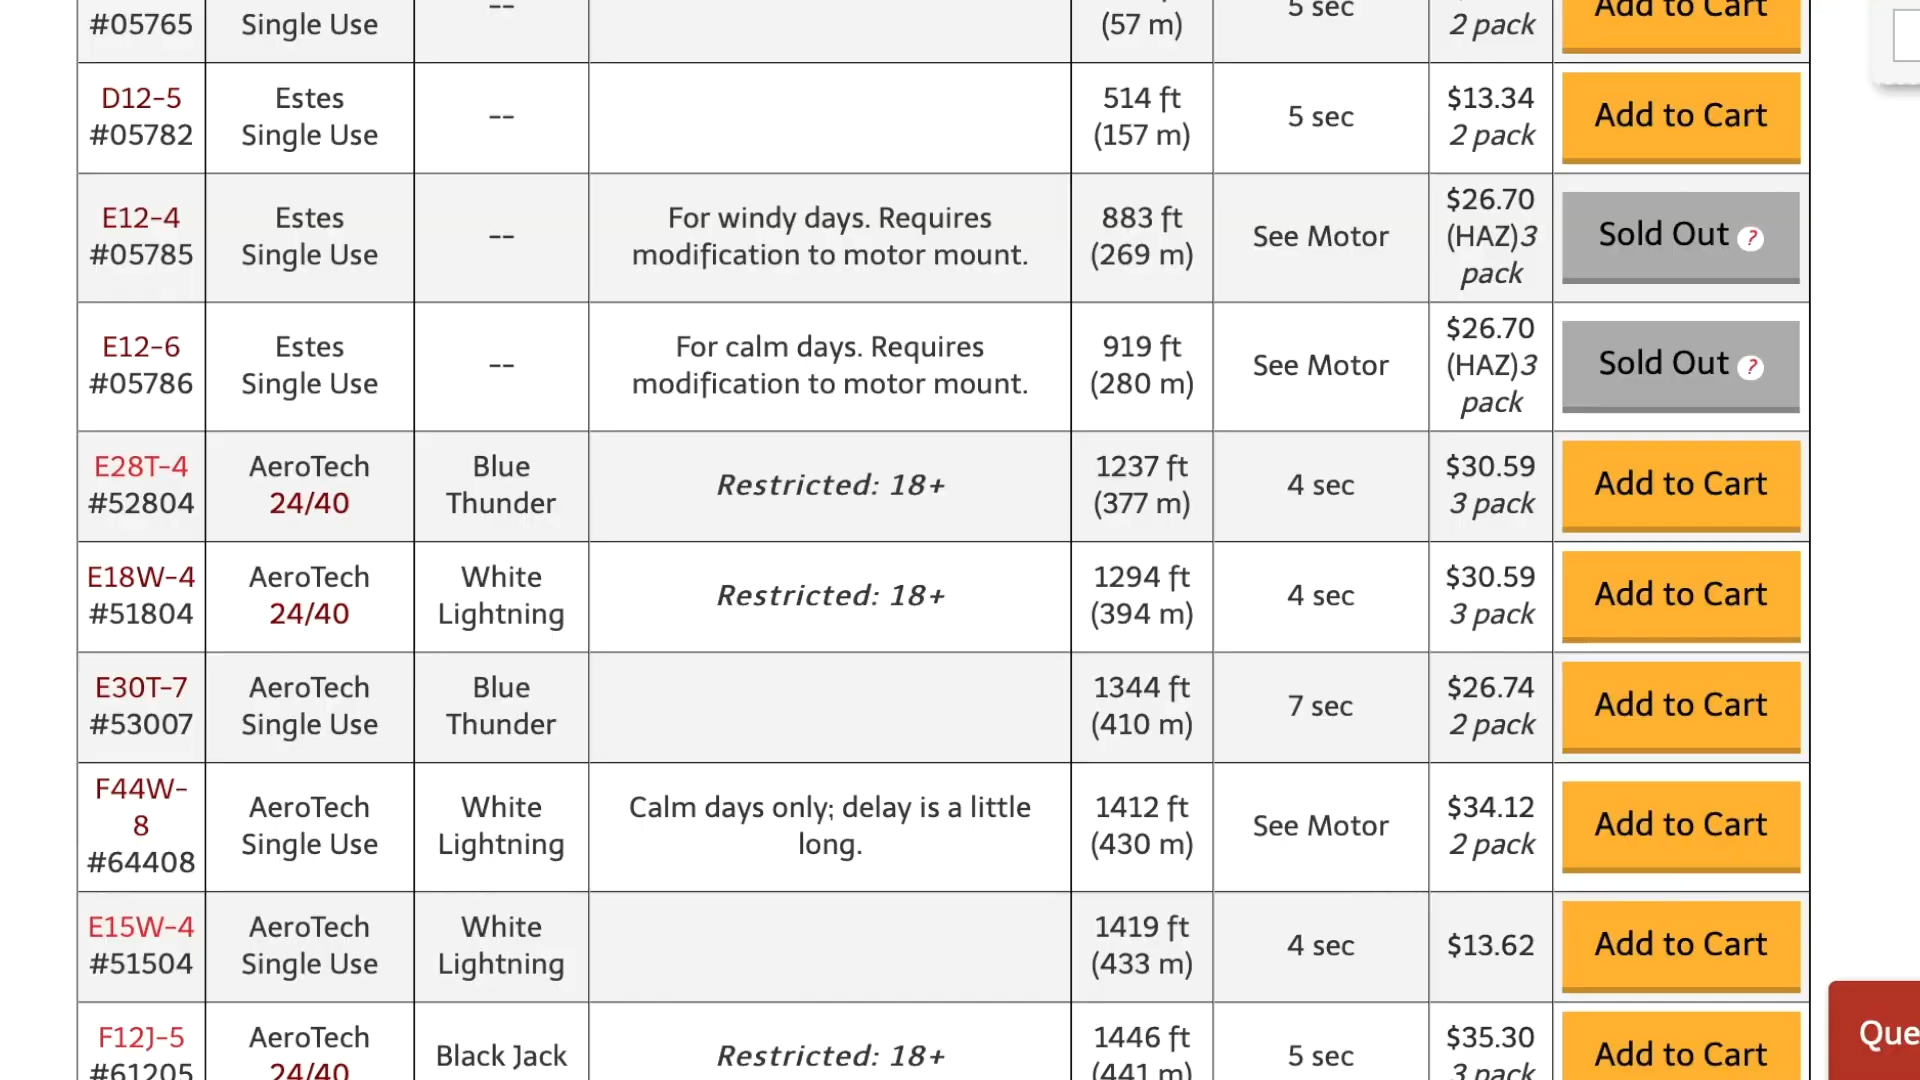 #05765
Single Use
--
(57 m)
5 sec
2 pack
Add to Cart
D12-5
#05782
Estes
Single Use
--
514 ft
(157 m)
5 sec
$13.34
2 pack
Add to Cart
E12-4
#05785
Estes
Single Use
--
For windy days. Requires
modification to motor mount.
883 ft
(269 m)
See Motor
$26.70
(HAZ)3
pack
Sold Out ?
E12-6
#05786
Estes
Single Use
--
For calm days. Requires
modification to motor mount.
919 ft
(280 m)
See Motor
$26.70
(HAZ)3
pack
Sold Out ?
E28T-4
#52804
AeroTech
24/40
Blue
Thunder
Restricted: 18+
1237 ft
(377 m)
4 sec
$30.59
3 pack
Add to Cart
E18W-4
#51804
AeroTech
24/40
White
Lightning
Restricted: 18+
1294 ft
(394 m)
4 sec
$30.59
3 pack
Add to Cart
E30T-7
#53007
AeroTech
Single Use
Blue
Thunder
1344 ft
(410 m)
7 sec
$26.74
2 pack
Add to Cart
F44W-
8
#64408
AeroTech
Single Use
White
Lightning
Calm days only; delay is a little
long.
1412 ft
(430 m)
See Motor
$34.12
2 pack
Add to Cart
E15W-4
#51504
AeroTech
Single Use
White
Lightning
1419 ft
(433 m)
4 sec
$13.62
Add to Cart
F12J-5
#61205
AeroTech
24/40
Black Jack
Restricted: 18+
1446 ft
(441 m)
5 sec
$35.30
3 pack
Add to Cart
Que